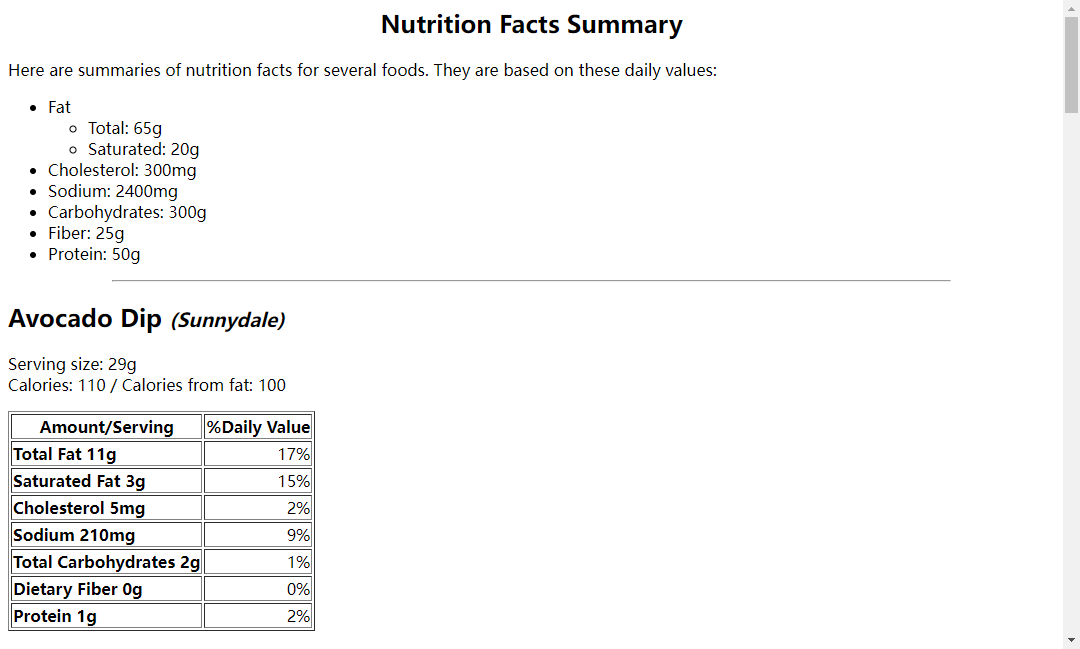 Nutrition Facts Summary
Here are summaries of nutrition facts for several foods. They are based on these daily values:
Fat
Total: 65g
Saturated: 20g
Cholesterol: 300mg
Sodium: 2400mg
Carbohydrates: 300g
Fiber: 25g
Protein: 50g
Avocado Dip (Sunnydale)
Serving size: 29g
Calories: 110 / Calories from fat: 100
Amount/Serving %Daily Value
Total Fat 11g 17%
Saturated Fat 3g 15%
Cholesterol 5mg 2%
Sodium 210mg 9%
Total Carbohydrates 2g 1%
Dietary Fiber 0g 0%
Protein 1g 2%